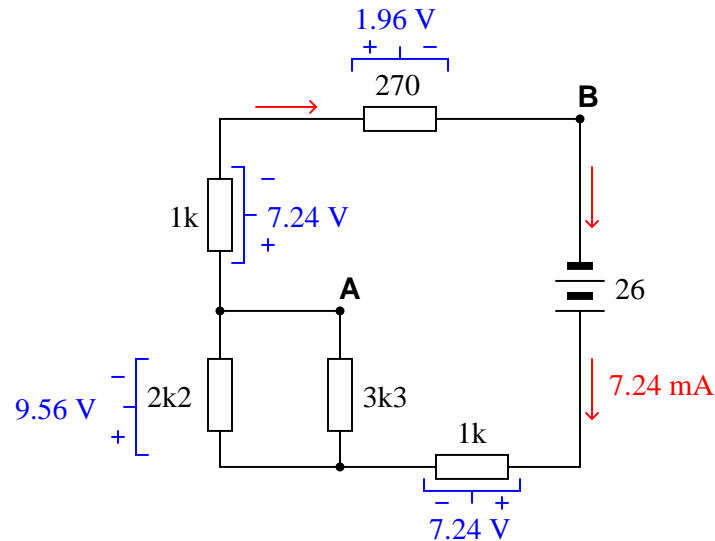 1.96 V
+ −
270
B
1k
−
7.24 V
+
A
26
9.56 V
−
+
2k2
3k3
7.24 mA
1k
− +
7.24 V